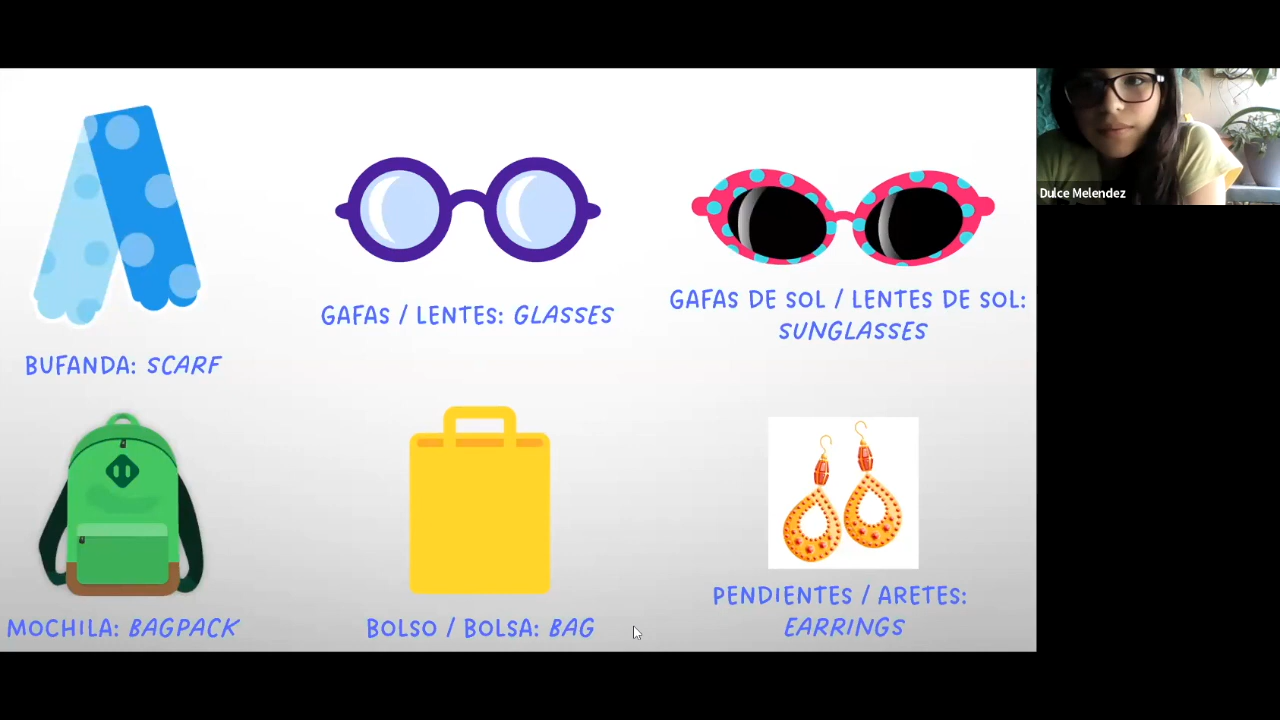 Dulce Melendez
GAFAS / LENTES: GLASSES
GAFAS DE SOL / LENTES DE SOL:
SUNGLASSES
BUFANDA: SCARF
MOCHILA: BAGPACK
BOLSO / BOLSA: BAG
PENDIENTES / ARETES:
EARRINGS